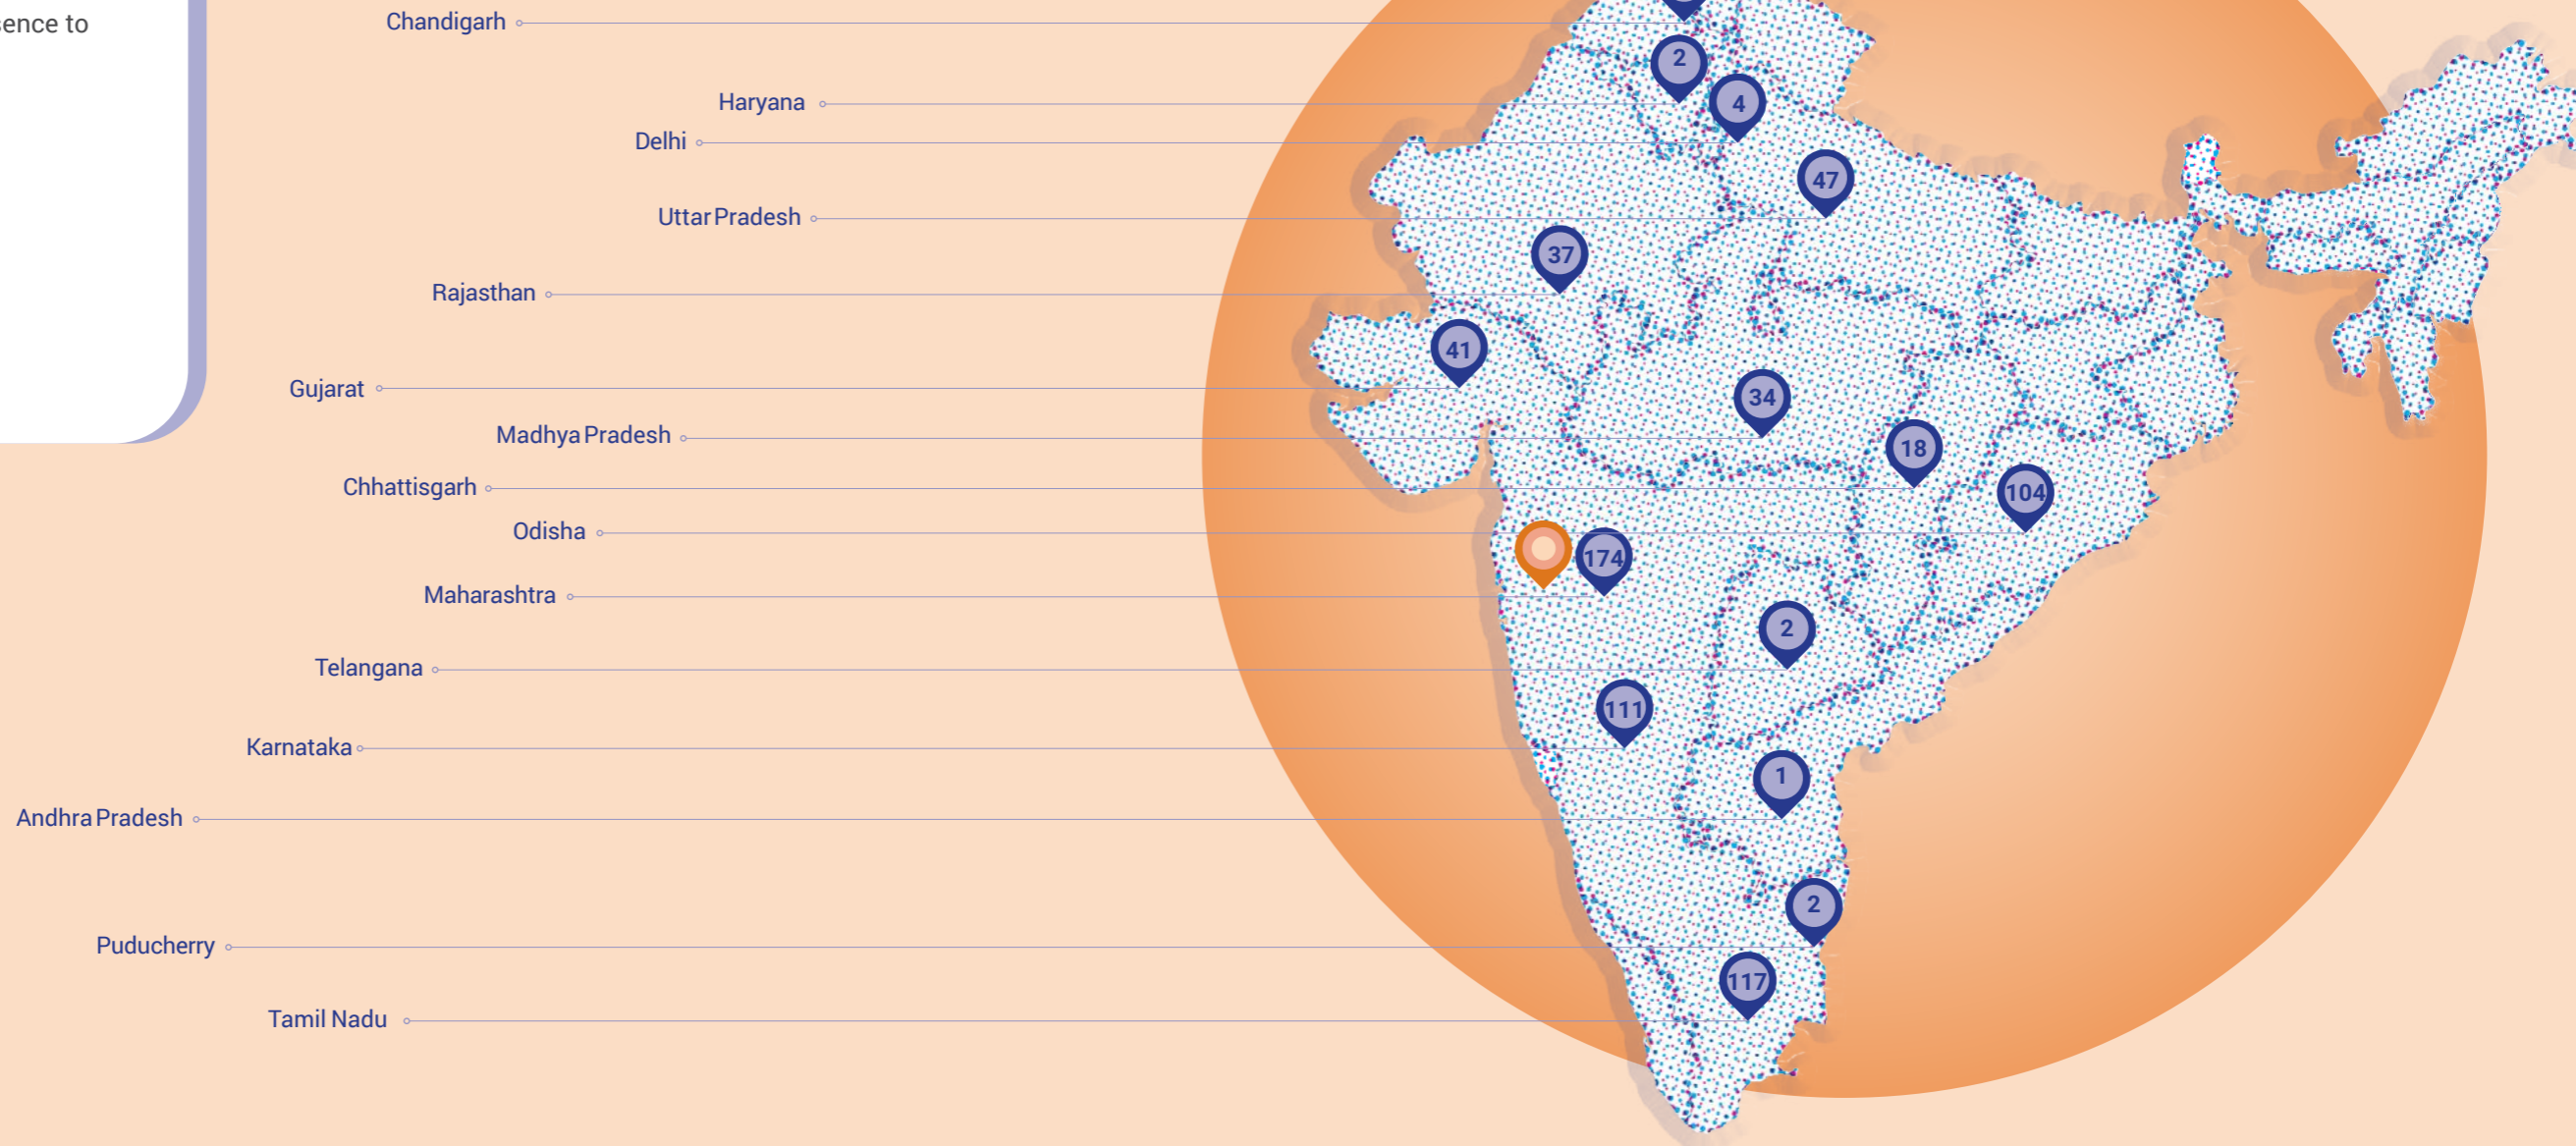 sence to
Chandigarh
2
Haryana
4
Delhi
47
Uttar Pradesh
37
Rajasthan
41
Gujarat
34
Madhya Pradesh
18
Chhattisgarh
104
Odisha
174
Maharashtra
2
Telangana
111
Karnataka
1
Andhra Pradesh
2
Puducherry
117
Tamil Nadu